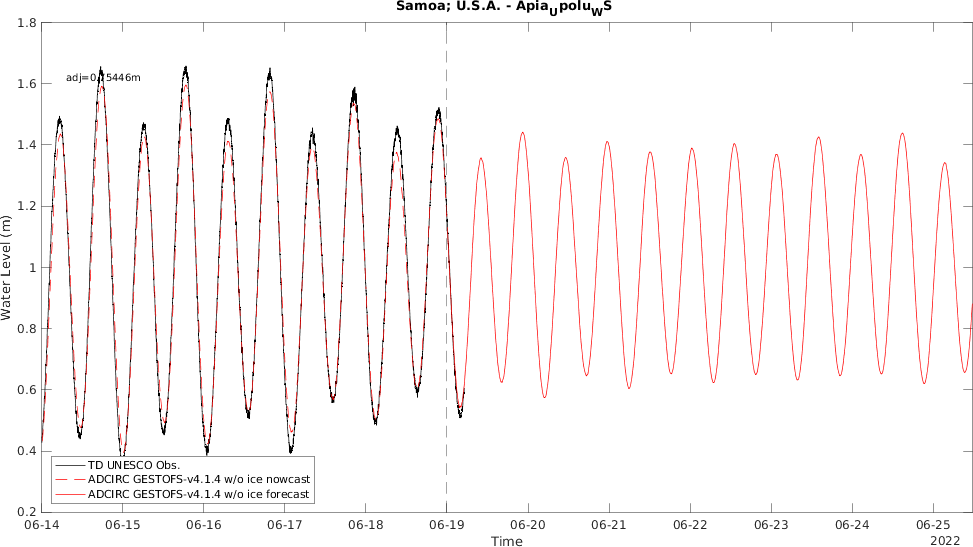 Samoa; U.S.A. - ApiaUpoluWS
1.8
1.6
1.4
1.2
1
0.8
0.6
0.4
0.2
Water Level (m)
TD UNESCO Obs.
ADCIRC GESTOFS-v4.1.4 w/o ice nowcast
ADCIRC GESTOFS-v4.1.4 w/o ice forecast
06-14 06-15 06-16 06-17 06-18 06-19 06-20 06-21 06-22 06-23 06-24 06-25
Time
2022